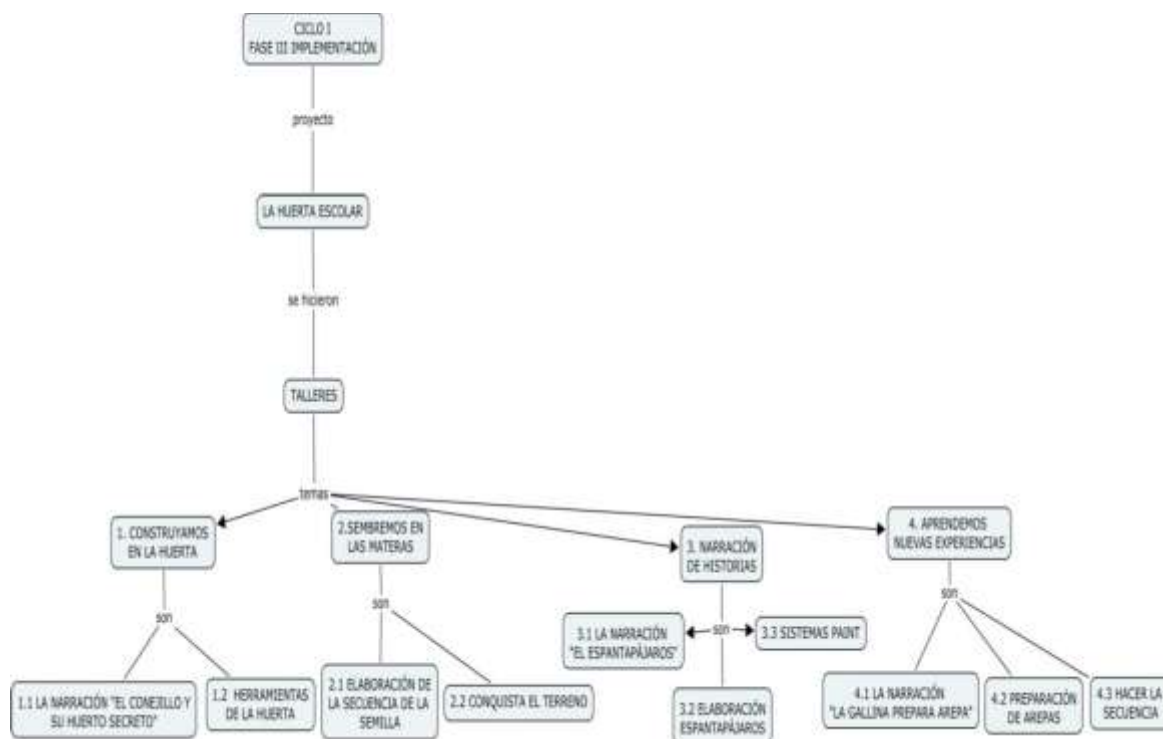 CICLO I
FASE III IMPLEMENTACIÓN
proyecto
LA HUERTA ESCOLAR
se hicieron
TALLERES
temas
1. CONSTRUYAMOS
EN LA HUERTA
2.SEMBREMOS EN
LAS MATERAS
3. NARRACIÓN
DE HISTORIAS
4. APRENDEMOS
NUEVAS EXPERIENCIAS
son
son
son
son
1.1 LA NARRACIÓN "EL CONEJILLO Y
SU HUERTO SECRETO"
1.2 HERRAMIENTAS
DE LA HUERTA
2.1 ELABORACIÓN DE
LA SECUENCIA DE LA
SEMILLA
2.2 CONQUISTA EL TERRENO
3.1 LA NARRACIÓN
"EL ESPANTAPÁJAROS"
3.3 SISTEMAS PAINT
3.2 ELABORACIÓN
ESPANTAPÁJAROS
4.1 LA NARRACIÓN
"LA GALLINA PREPARA AREPA"
4.2 PREPARACIÓN
DE AREPAS
4.3 HACER LA
SECUENCIA